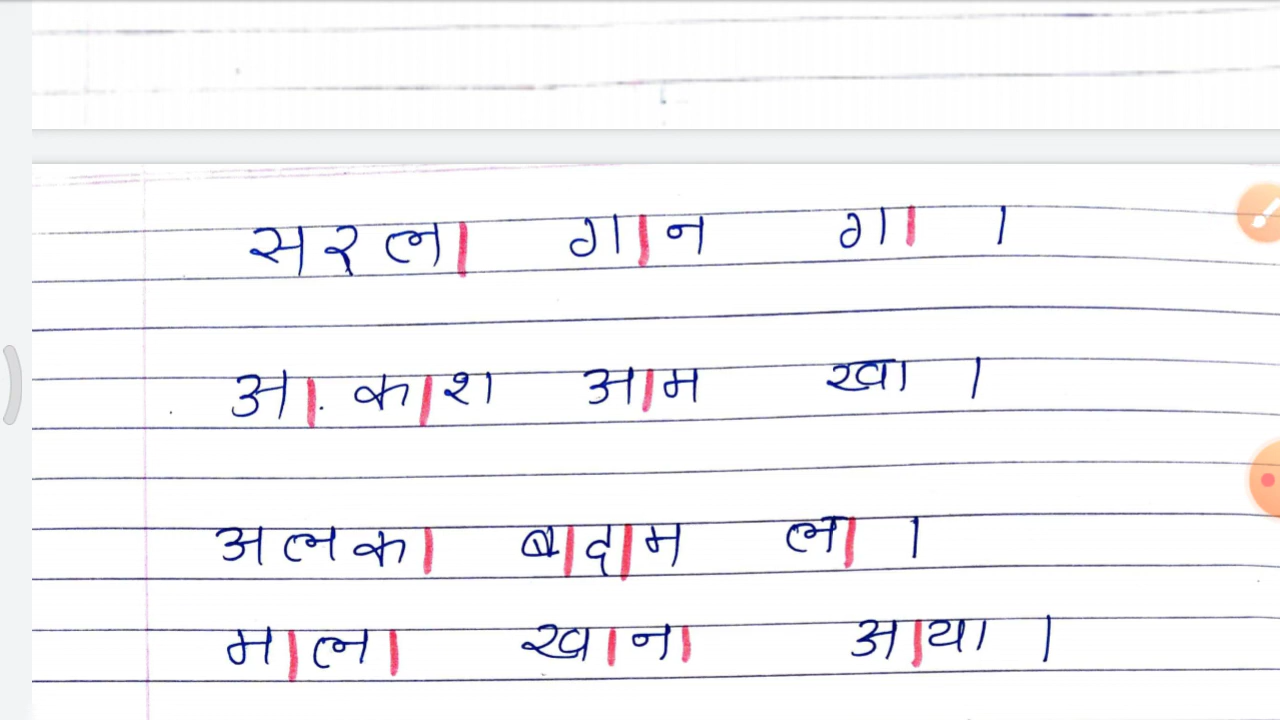 सरला गान गा ।
आकाश आम खा ।
अलका बादाम ला ।
माला खाना आया ।